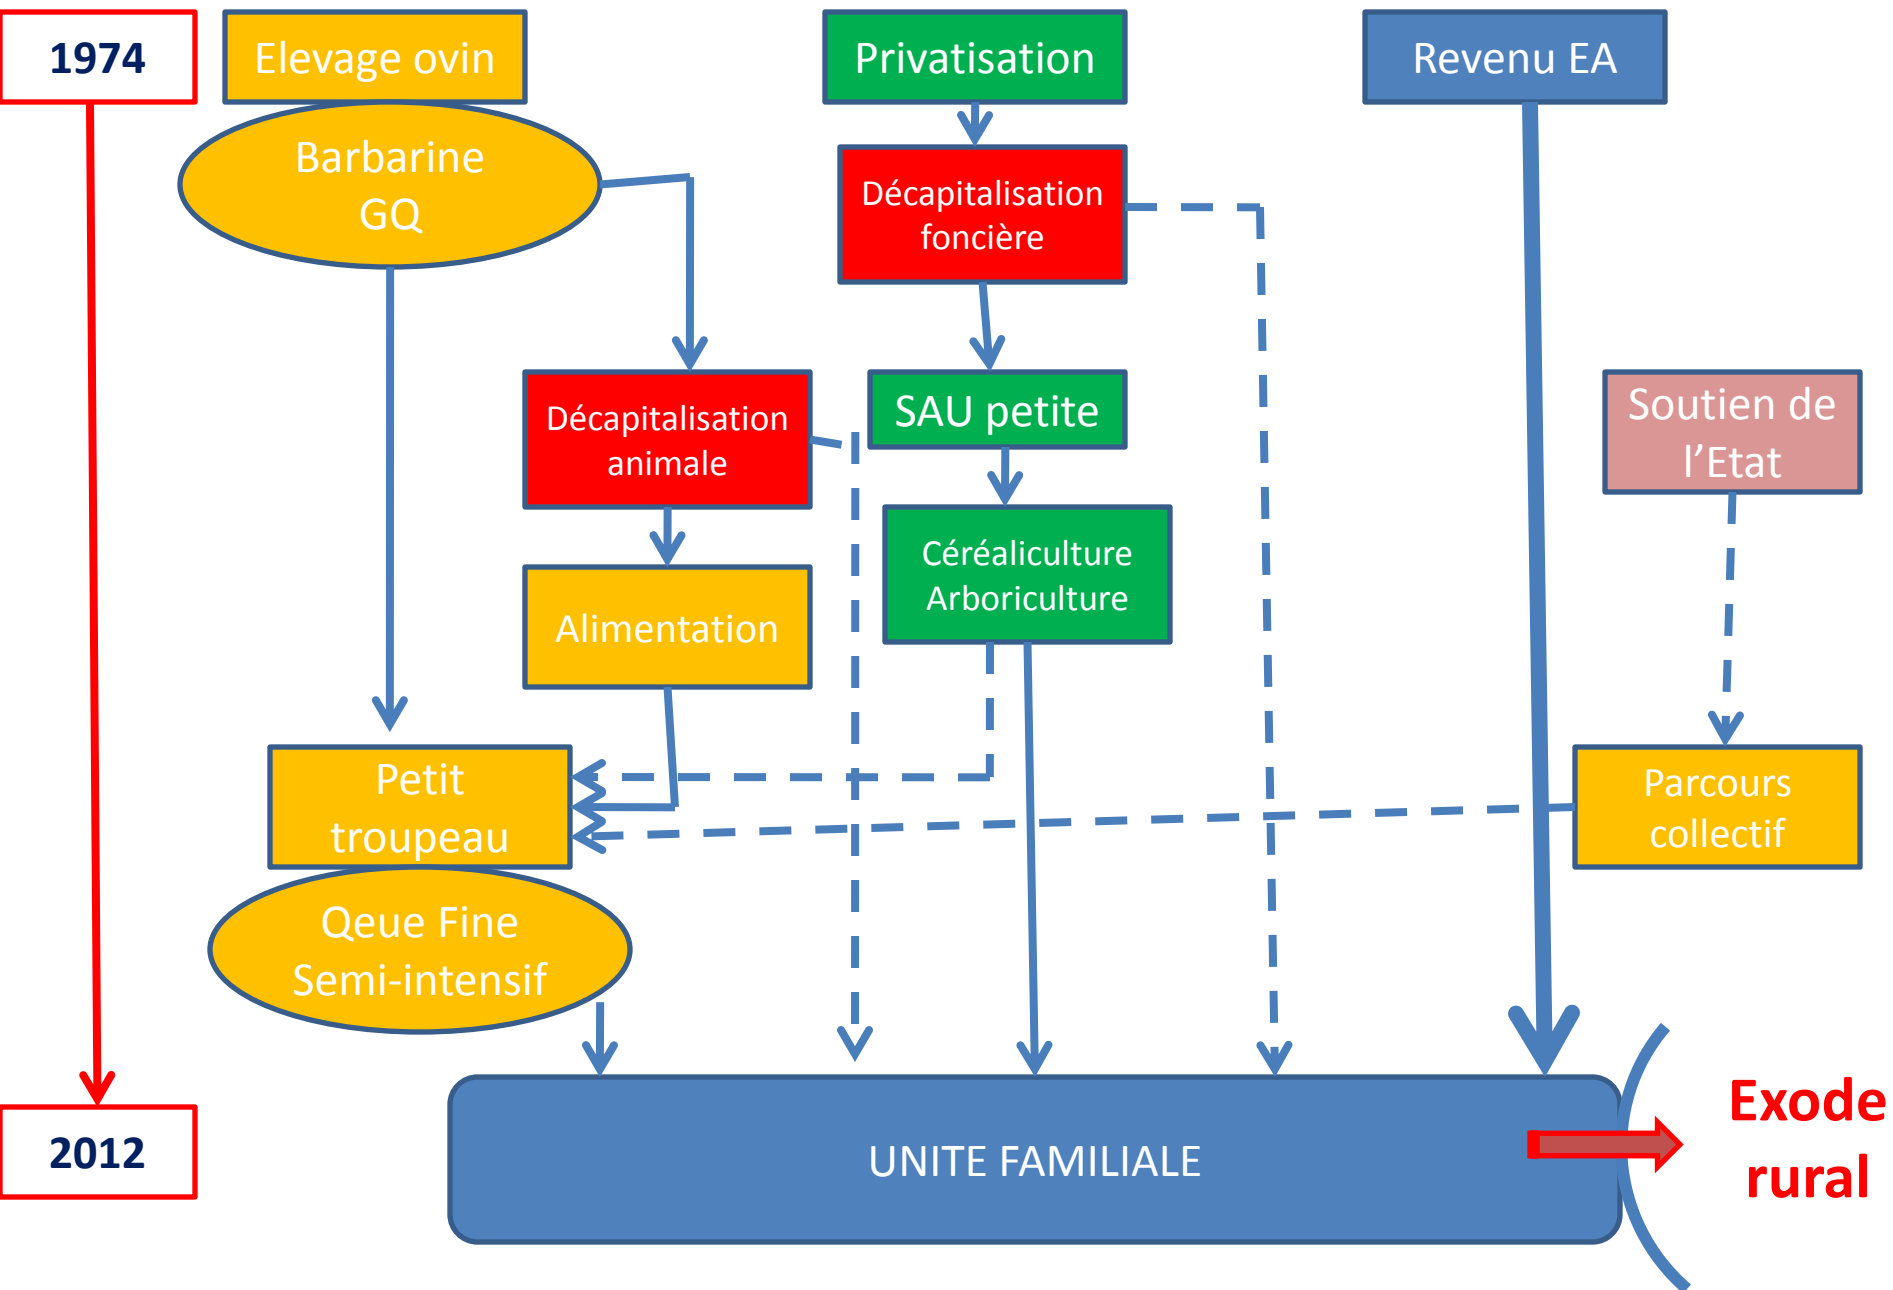 1974
Elevage ovin
Privatisation
Revenu EA
Barbarine
GQ
Décapitalisation
foncière
Décapitalisation
animale
SAU petite
Soutien de
l’Etat
Céréaliculture
Arboriculture
Alimentation
Petit
troupeau
Parcours
collectif
Qeue Fine
Semi-intensif
2012
UNITE FAMILIALE
Exode
rural